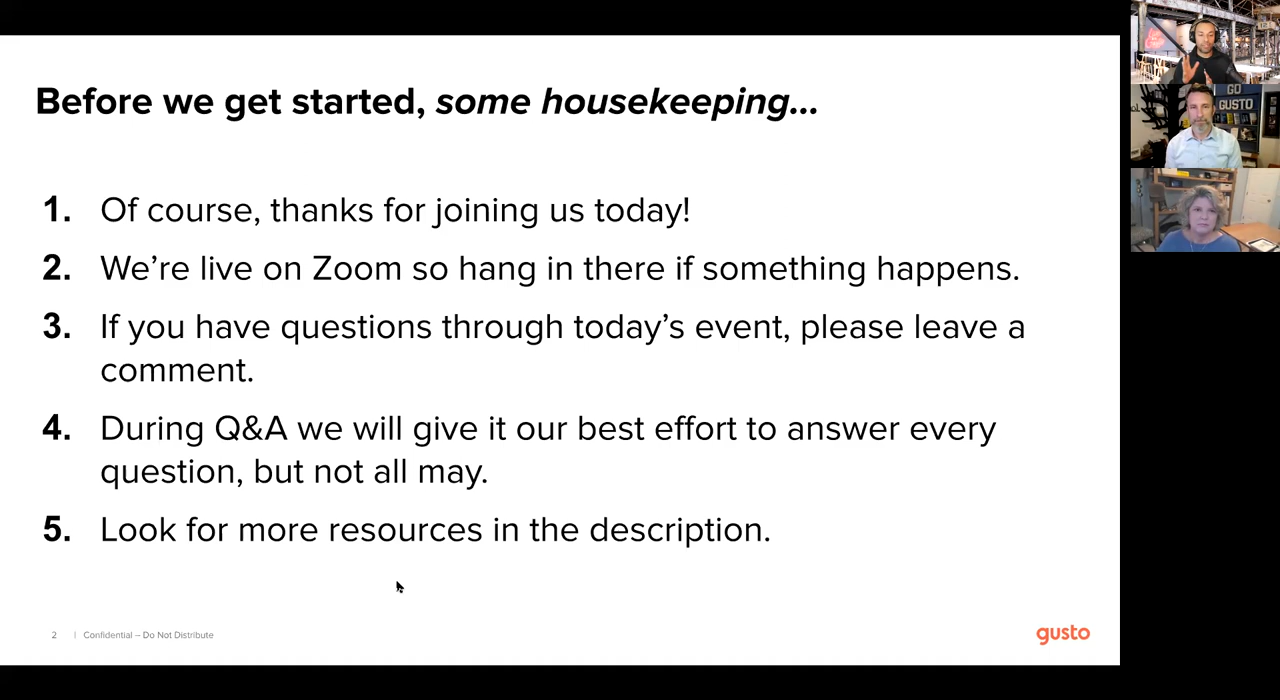 Before we get started, some housekeeping...
1. Of course, thanks for joining us today!
2. We’re live on Zoom so hang in there if something happens.
3. If you have questions through today’s event, please leave a
comment.
4. During Q&A we will give it our best effort to answer every
question, but not all may.
5. Look for more resources in the description.
2 | Confidential – Do Not Distribute
gusto
GO
GUSTO